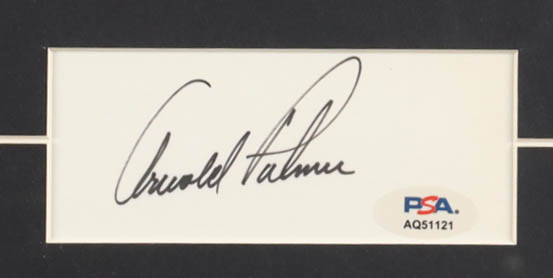 Arnold Palmer
PSA.
AQ51121